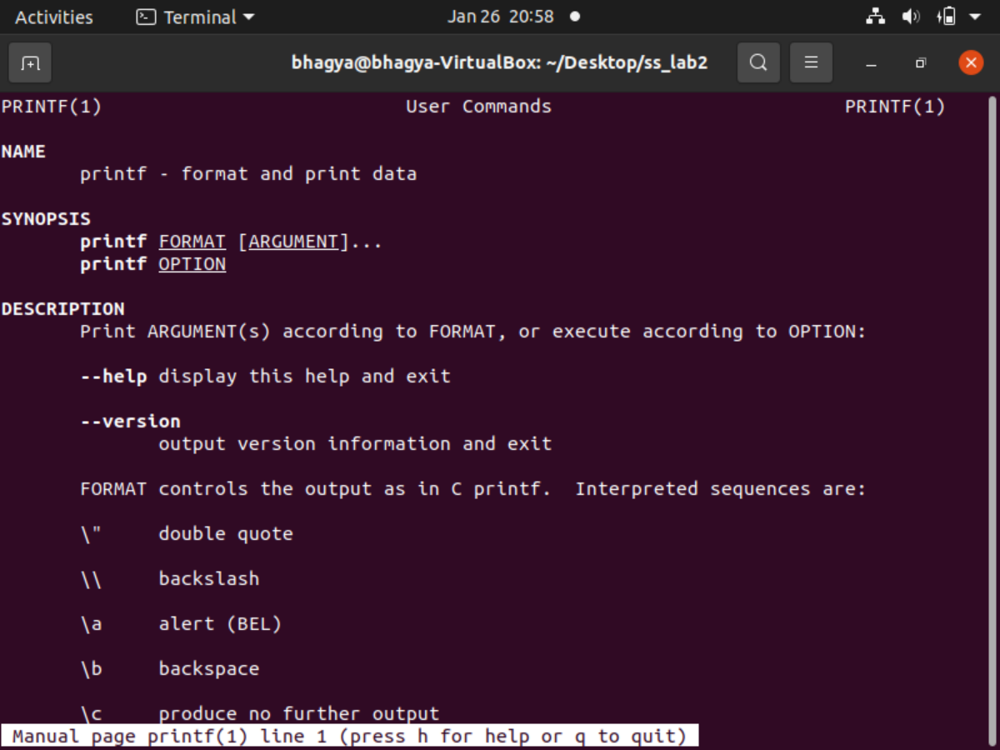 Activities Terminal Jan 26 20:58
bhagya@bhagya-VirtualBox: ~/Desktop/ss_lab2
PRINTF(1) User Commands PRINTF(1)
NAME
printf - format and print data
SYNOPSIS
printf FORMAT [ARGUMENT]...
printf OPTION
DESCRIPTION
Print ARGUMENT(s) according to FORMAT, or execute according to OPTION:
--help display this help and exit
--version
output version information and exit
FORMAT controls the output as in C printf.  Interpreted sequences are:
\" double quote
\\ backslash
\a alert (BEL)
\b backspace
\c produce no further output
Manual page printf(1) line 1 (press h for help or q to quit)